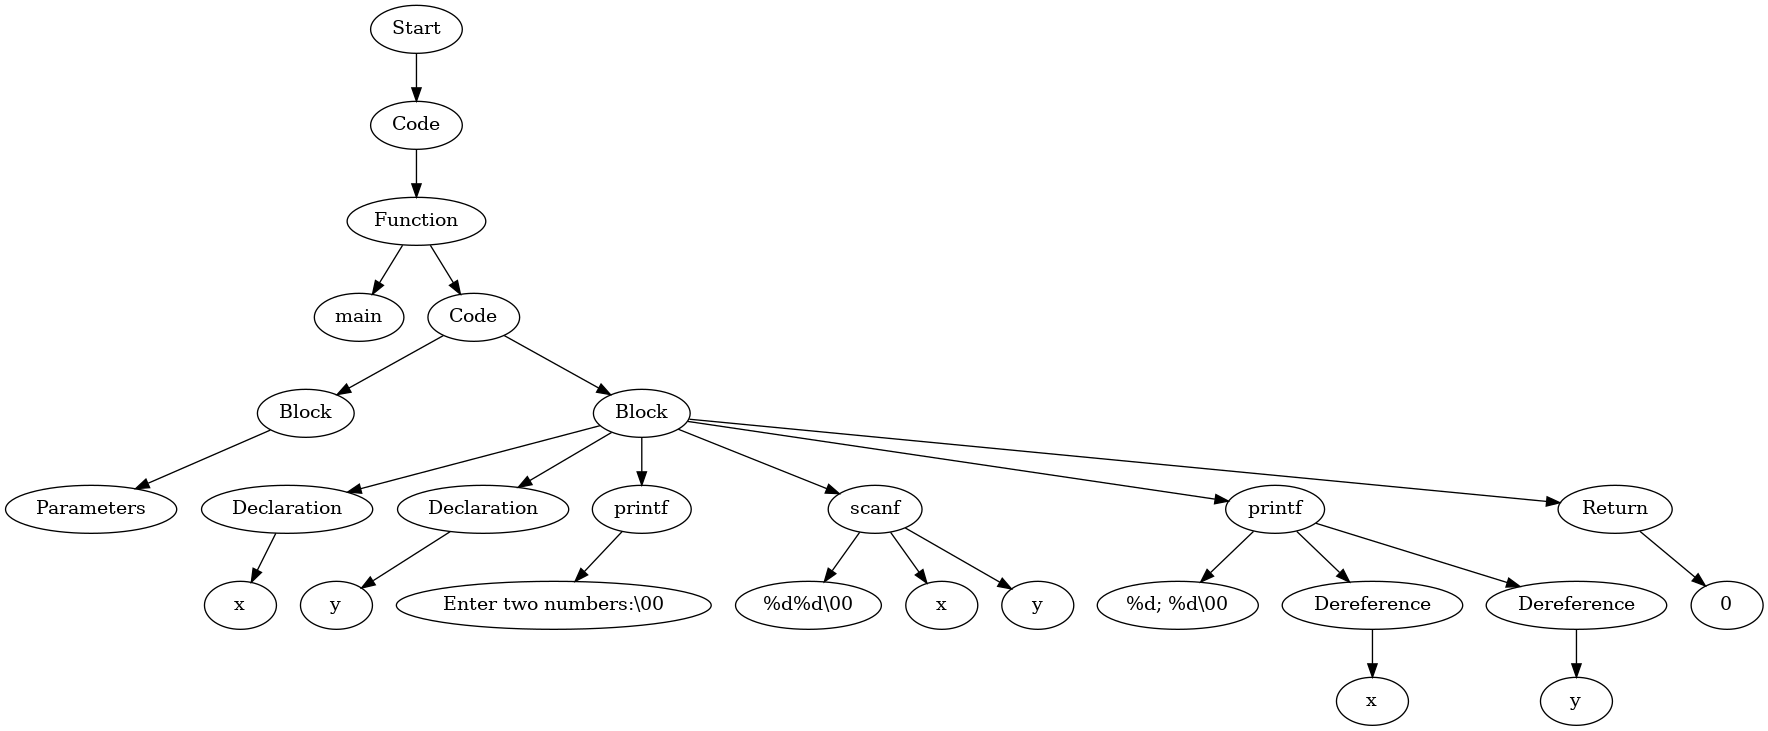 Start
Code
Function
main
Code
Block
Block
Parameters
Declaration
Declaration
printf
scanf
printf
Return
x
y
Enter two numbers:\00
%d%d\00
x
y
%d; %d\00
Dereference
Dereference
0
x
y